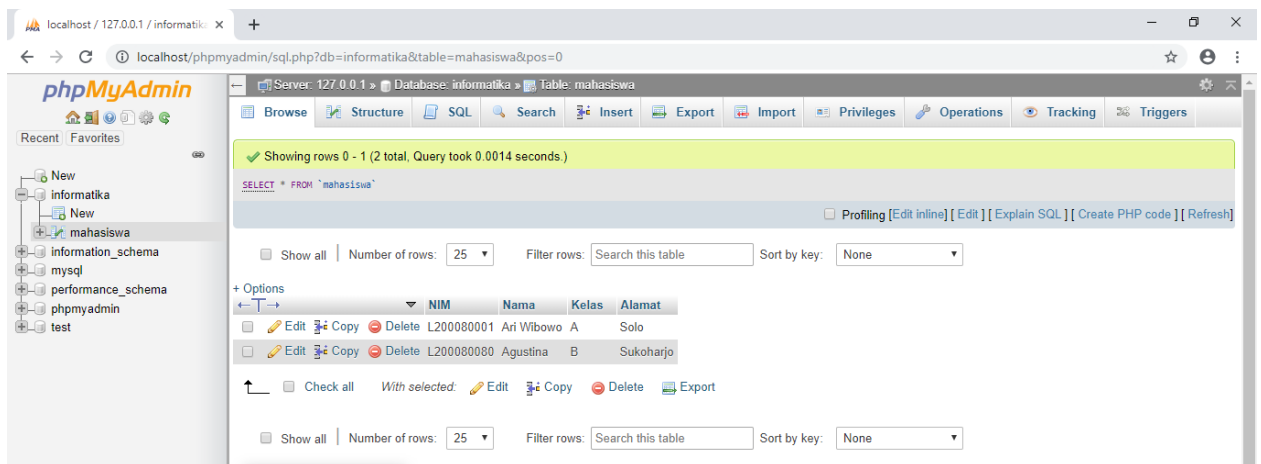 localhost / 127.0.0.1 / informatika
localhost/phpmyadmin/sql.php?db=informatika&table=mahasiswa&pos=0
phpMyAdmin
Recent Favorites
New
informatika
New
mahasiswa
information_schema
mysql
performance_schema
phpmyadmin
test
Server: 127.0.0.1 » Database: informatika » Table: mahasiswa
Browse Structure SQL Search Insert Export Import Privileges Operations Tracking Triggers
Showing rows 0 - 1 (2 total, Query took 0.0014 seconds.)
SELECT * FROM `mahasiswa`
Profiling [Edit inline] [ Edit ] [ Explain SQL ] [ Create PHP code ] [ Refresh]
Show all Number of rows: 25 Filter rows: Search this table Sort by key: None
+ Options
NIM Nama Kelas Alamat
Edit Copy Delete L200080001 Ari Wibowo A Solo
Edit Copy Delete L200080080 Agustina B Sukoharjo
Check all With selected: Edit Copy Delete Export
Show all Number of rows: 25 Filter rows: Search this table Sort by key: None